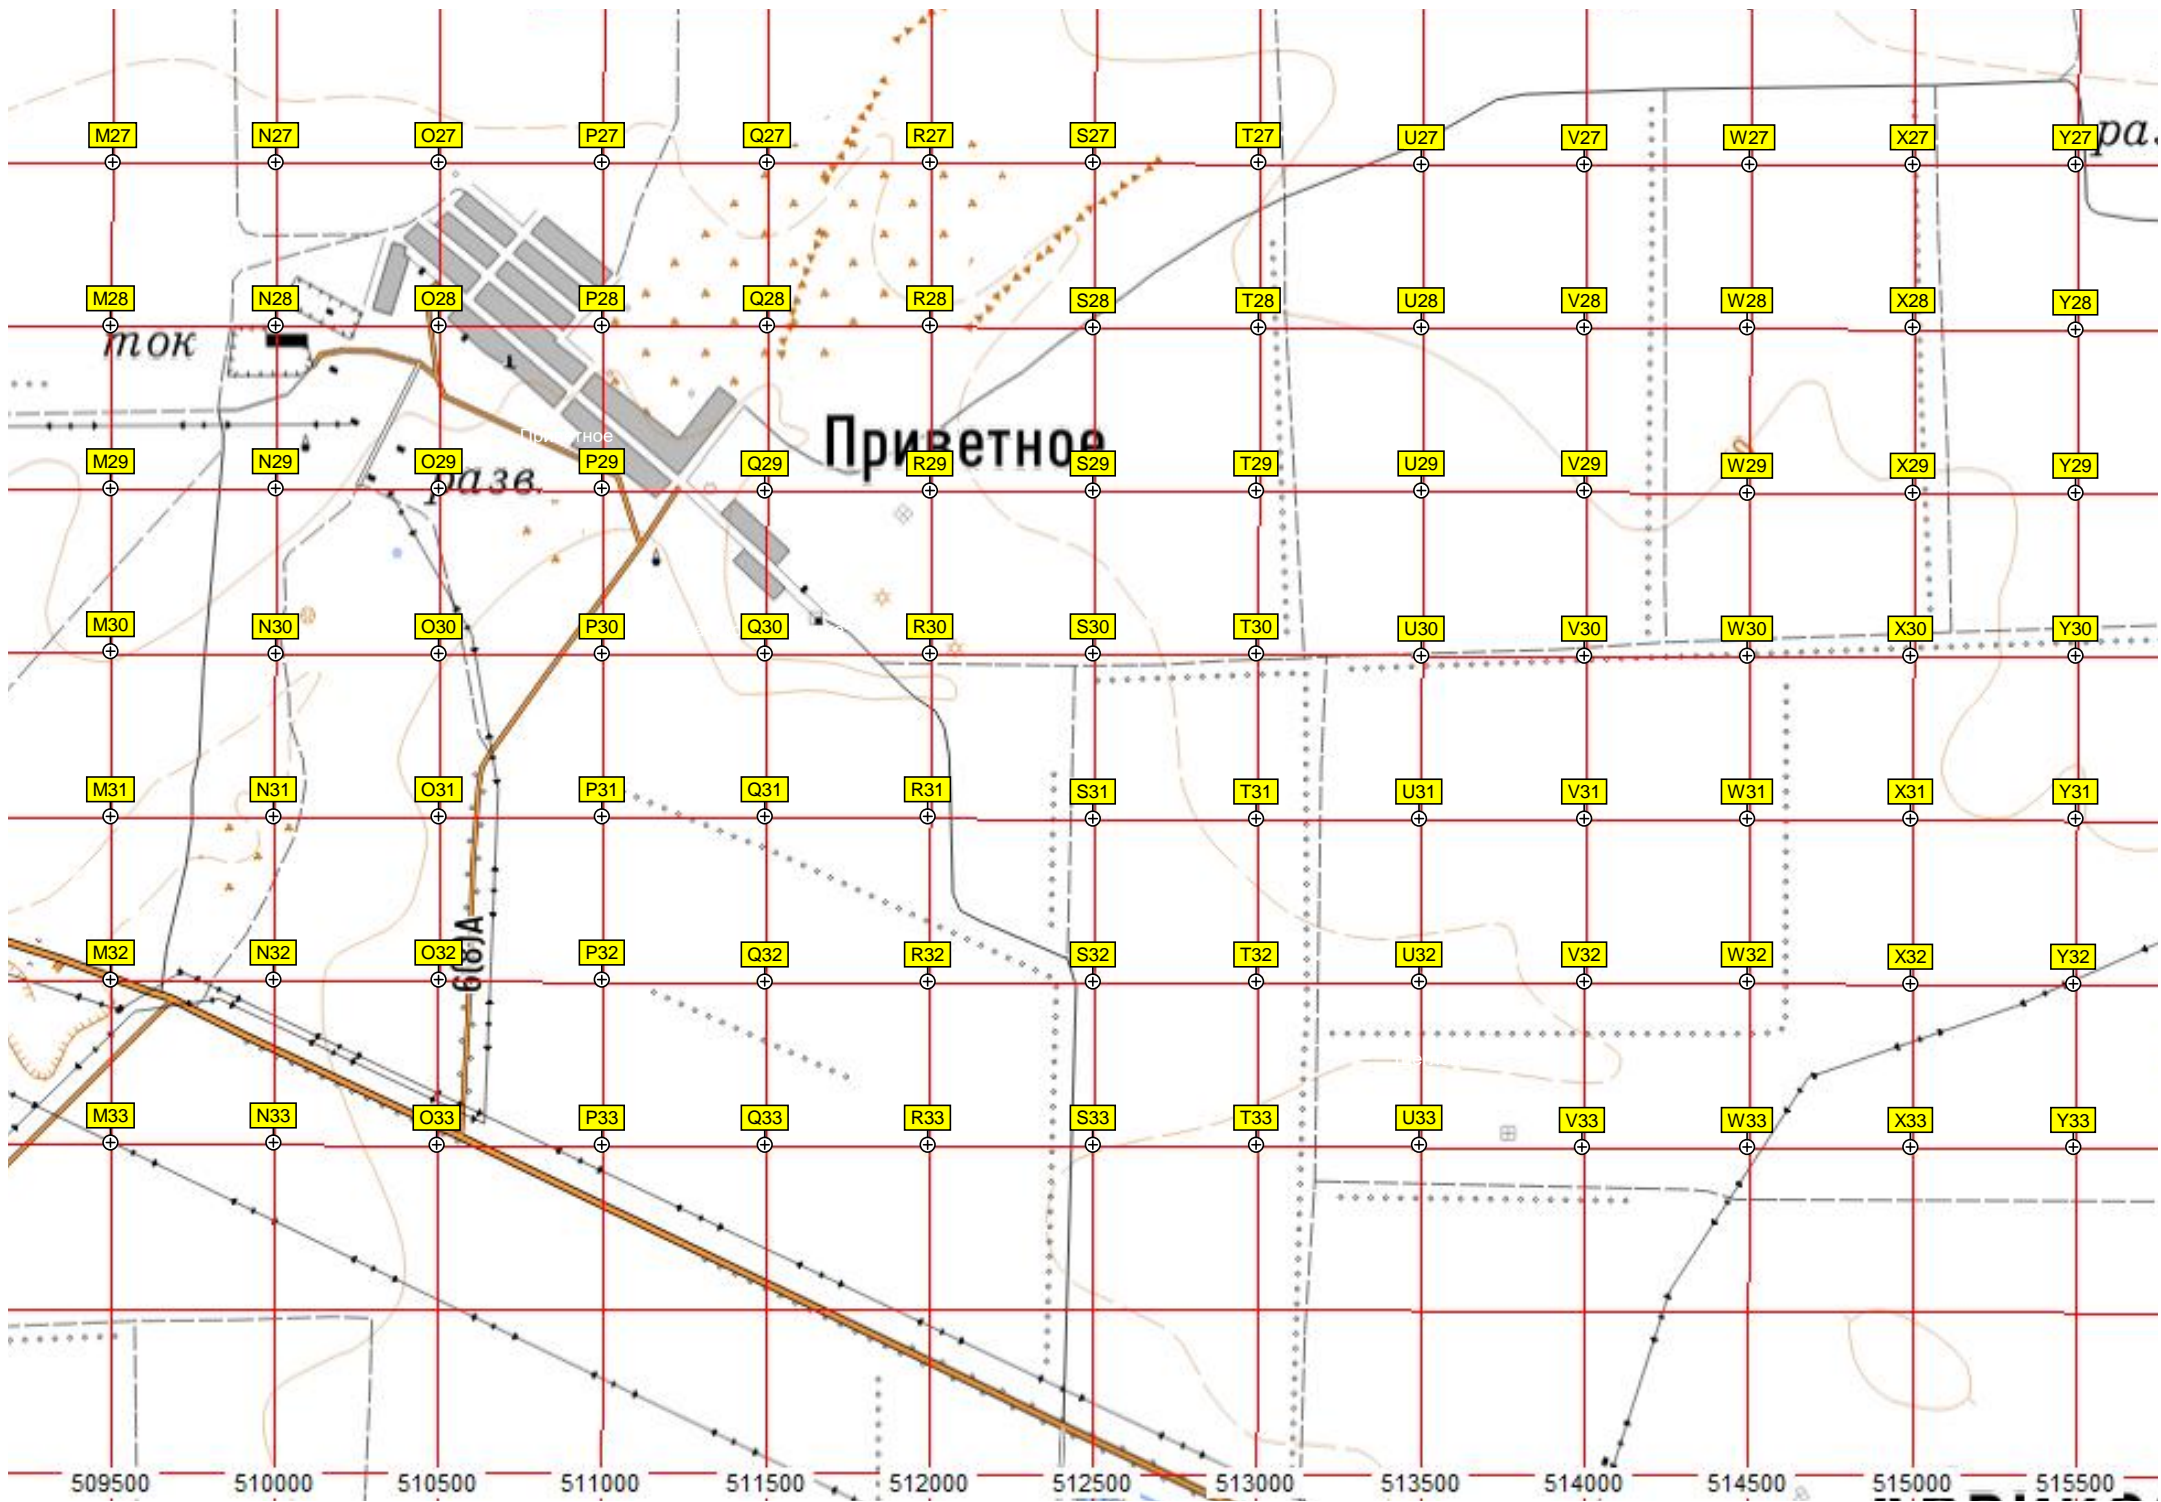 M27 N27 O27 P27 Q27 R27 S27 T27 U27 V27 W27 X27 Y27 раз
M28 N28 O28 P28 Q28 R28 S28 T28 U28 V28 W28 X28 Y28
ток
Приветное
Приветное
M29 N29 O29 P29 Q29 R29 S29 T29 U29 V29 W29 X29 Y29
разв.
M30 N30 O30 P30 Q30 R30 S30 T30 U30 V30 W30 X30 Y30
M31 N31 O31 P31 Q31 R31 S31 T31 U31 V31 W31 X31 Y31
M32 N32 O32 P32 Q32 R32 S32 T32 U32 V32 W32 X32 Y32
6(8)А
M33 N33 O33 P33 Q33 R33 S33 T33 U33 V33 W33 X33 Y33
509500 510000 510500 511000 511500 512000 512500 513000 513500 514000 514500 515000 515500